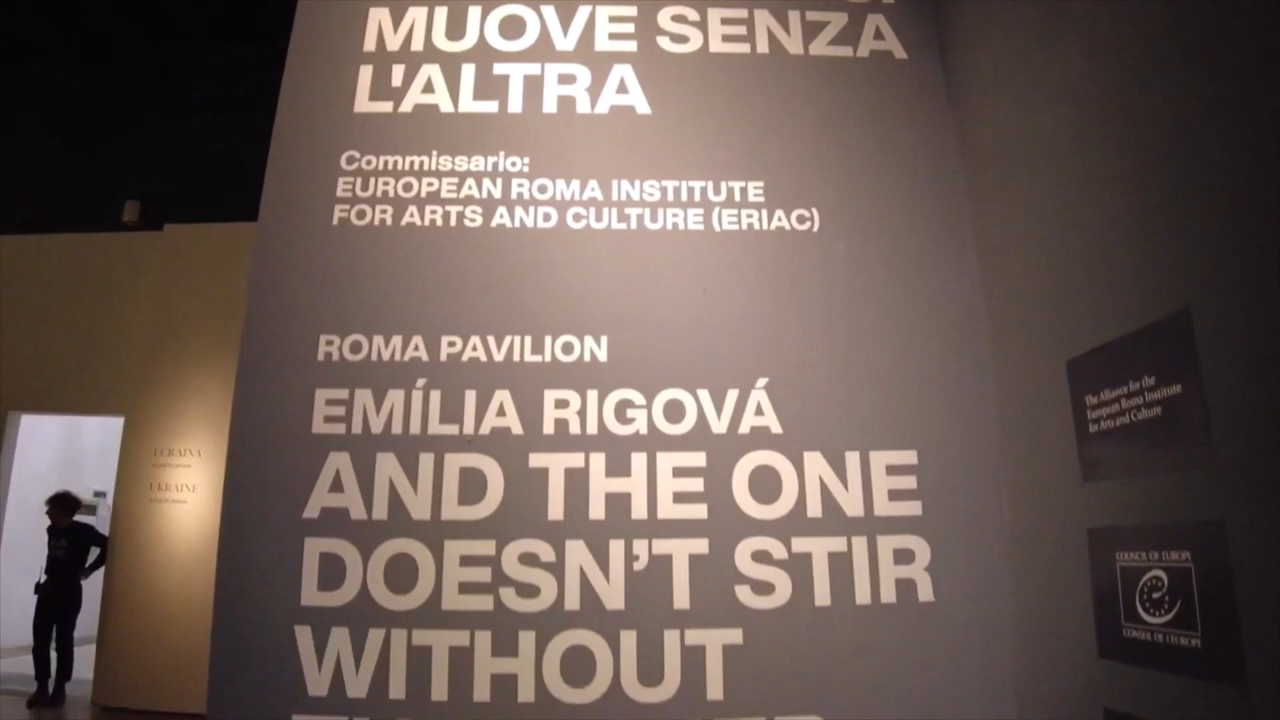 MUOVE SENZA
L'ALTRA
Commissario:
EUROPEAN ROMA INSTITUTE
FOR ARTS AND CULTURE (ERIAC)
ROMA PAVILION
EMÍLIA RIGOVÁ
AND THE ONE
DOESN'T STIR
WITHOUT
The Alliance for the
European Roma Institute
for Arts and Culture
COUNCIL OF EUROPE
CONSEIL DE L'EUROPE
UCRAINA
UKRAINE